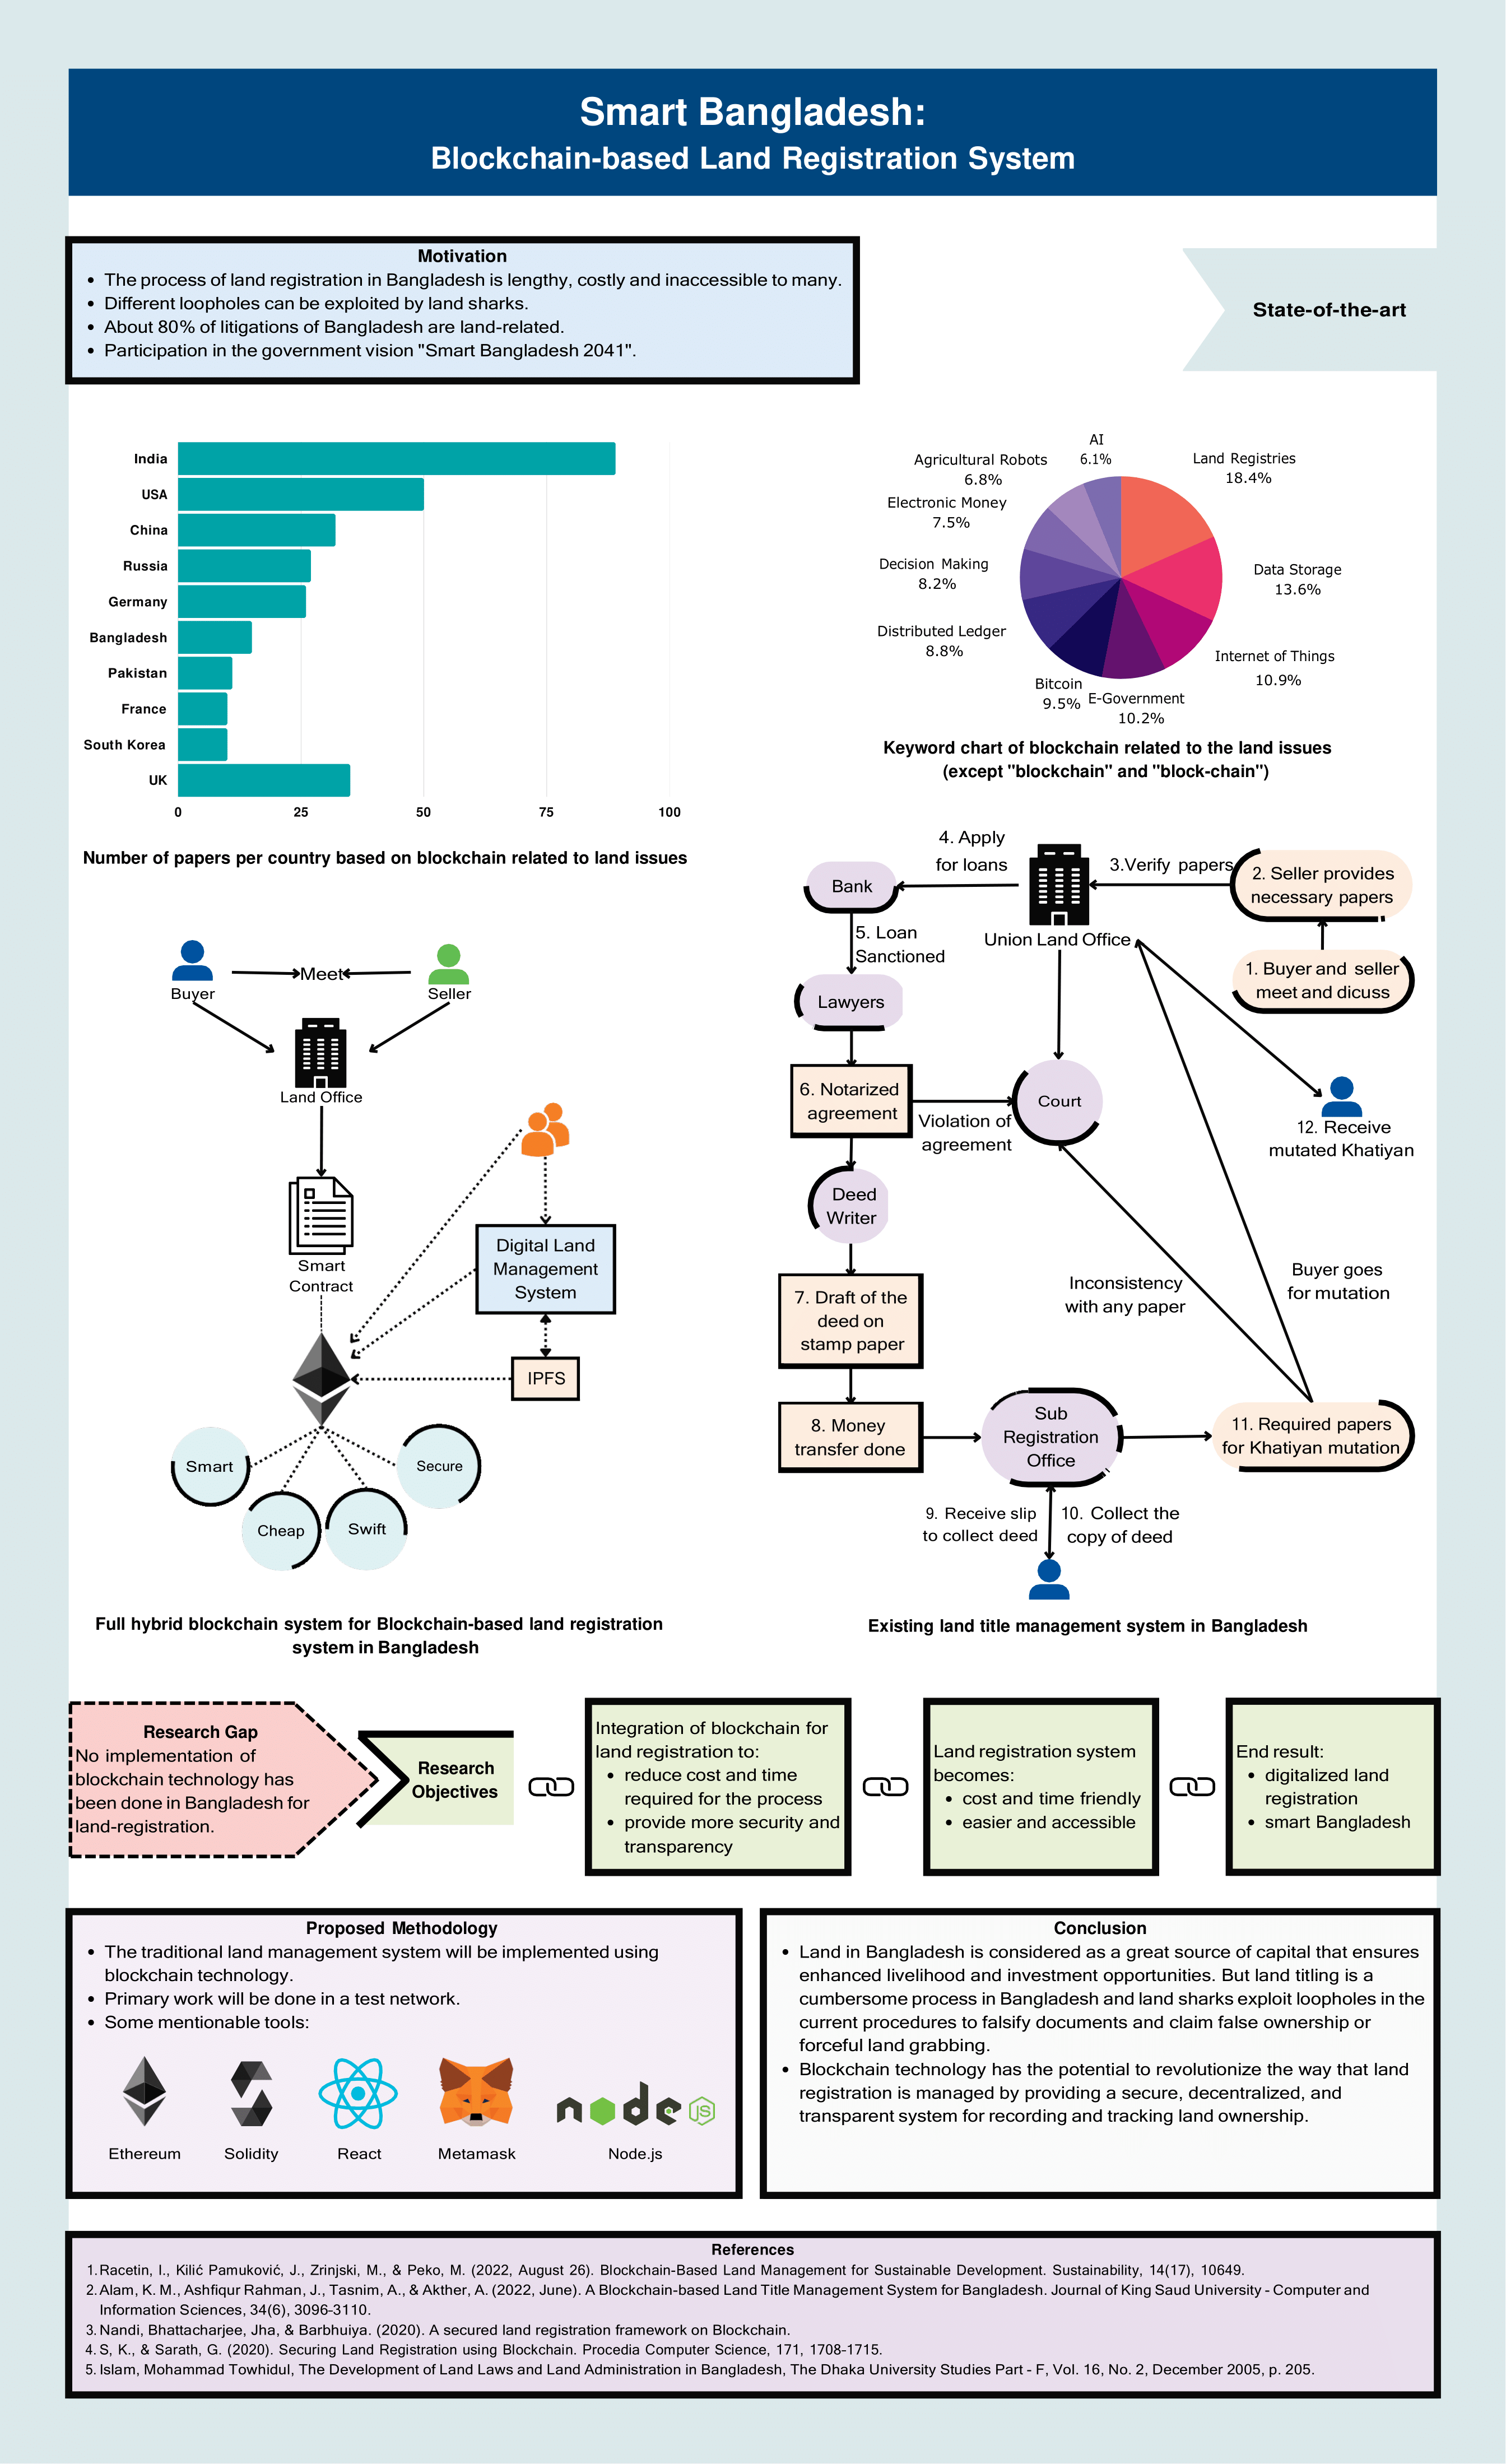 Smart Bangladesh:
Blockchain-based Land Registration System
Motivation
• The process of land registration in Bangladesh is lengthy, costly and inaccessible to many.
• Different loopholes can be exploited by land sharks.
• About 80% of litigations of Bangladesh are land-related.
• Participation in the government vision "Smart Bangladesh 2041".
State-of-the-art
India
USA
China
Russia
Germany
Bangladesh
Pakistan
France
South Korea
UK
0 25 50 75 100
Number of papers per country based on blockchain related to land issues
AI
6.1%
Land Registries
18.4%
Agricultural Robots
6.8%
Electronic Money
7.5%
Decision Making
8.2%
Data Storage
13.6%
Distributed Ledger
8.8%
Internet of Things
10.9%
Bitcoin
9.5%
E-Government
10.2%
Keyword chart of blockchain related to the land issues
(except "blockchain" and "block-chain")
Buyer
Meet
Seller
Land Office
Smart
Contract
Digital Land
Management
System
IPFS
Smart
Cheap
Swift
Secure
Full hybrid blockchain system for Blockchain-based land registration
system in Bangladesh
4. Apply
for loans
3.Verify papers
2. Seller provides
necessary papers
Bank
Union Land Office
1. Buyer and seller
meet and dicuss
5. Loan
Sanctioned
Lawyers
6. Notarized
agreement
Violation of
agreement
Court
12. Receive
mutated Khatiyan
Deed
Writer
7. Draft of the
deed on
stamp paper
Inconsistency
with any paper
Buyer goes
for mutation
8. Money
transfer done
Sub
Registration
Office
11. Required papers
for Khatiyan mutation
9. Receive slip
to collect deed
10. Collect the
copy of deed
Existing land title management system in Bangladesh
Research Gap
No implementation of
blockchain technology has
been done in Bangladesh for
land-registration.
Research
Objectives
Integration of blockchain for
land registration to:
• reduce cost and time
required for the process
• provide more security and
transparency
Land registration system
becomes:
• cost and time friendly
• easier and accessible
End result:
• digitalized land
registration
• smart Bangladesh
Proposed Methodology
• The traditional land management system will be implemented using
blockchain technology.
• Primary work will be done in a test network.
• Some mentionable tools:
node JS
Ethereum
Solidity
React
Metamask
Node.js
Conclusion
• Land in Bangladesh is considered as a great source of capital that ensures
enhanced livelihood and investment opportunities. But land titling is a
cumbersome process in Bangladesh and land sharks exploit loopholes in the
current procedures to falsify documents and claim false ownership or
forceful land grabbing.
• Blockchain technology has the potential to revolutionize the way that land
registration is managed by providing a secure, decentralized, and
transparent system for recording and tracking land ownership.
References
1. Racetin, I., Kilić Pamuković, J., Zrinjski, M., & Peko, M. (2022, August 26). Blockchain-Based Land Management for Sustainable Development. Sustainability, 14(17), 10649.
2. Alam, K. M., Ashfiqur Rahman, J., Tasnim, A., & Akther, A. (2022, June). A Blockchain-based Land Title Management System for Bangladesh. Journal of King Saud University - Computer and
Information Sciences, 34(6), 3096-3110.
3. Nandi, Bhattacharjee, Jha, & Barbhuiya. (2020). A secured land registration framework on Blockchain.
4. S, K., & Sarath, G. (2020). Securing Land Registration using Blockchain. Procedia Computer Science, 171, 1708-1715.
5. Islam, Mohammad Towhidul, The Development of Land Laws and Land Administration in Bangladesh, The Dhaka University Studies Part - F, Vol. 16, No. 2, December 2005, p. 205.